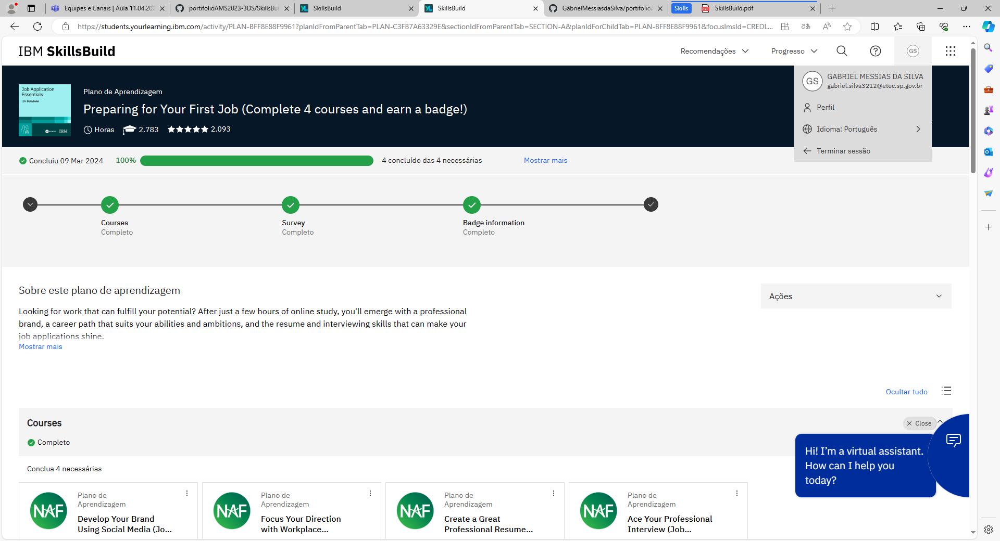 Equipes e Canais | Aula 11.04.202
portifolioAMS2023-3DS/SkillsBui
SkillsBuild
SkillsBuild
GabrielMessiasdaSilva/portifolioA
Skills
SkillsBuild.pdf
https://students.yourlearning.ibm.com/activity/PLAN-BFF8E88F9961?planIdFromParentTab=PLAN-C3FB7A63329E&sectionIdFromParentTab=SECTION-A&planIdForChildTab=PLAN-BFF8E88F9961&focuslmsId=CREDL...
IBM SkillsBuild
Recomendações
Progresso
GS
GS
GABRIEL MESSIAS DA SILVA
gabriel.silva3212@etec.sp.gov.br
Perfil
Idioma: Português
Terminar sessão
Job Application
Essentials
IBM SkillsBuild
IBM
Plano de Aprendizagem
Preparing for Your First Job (Complete 4 courses and earn a badge!)
Horas
2.783
2.093
Concluiu 09 Mar 2024
100%
4 concluído das 4 necessárias
Mostrar mais
Courses
Completo
Survey
Completo
Badge information
Completo
Sobre este plano de aprendizagem
Ações
Looking for work that can fulfill your potential? After just a few hours of online study, you'll emerge with a professional
brand, a career path that suits your abilities and ambitions, and the resume and interviewing skills that can make your
job applications shine.
Mostrar mais
Ocultar tudo
Courses
Completo
Close
Hi! I'm a virtual assistant.
How can I help you
today?
Conclua 4 necessárias
NAF
Plano de
Aprendizagem
Develop Your Brand
Using Social Media (Jo...
NAF
Plano de
Aprendizagem
Focus Your Direction
with Workplace...
NAF
Plano de
Aprendizagem
Create a Great
Professional Resume...
NAF
Plano de
Aprendizagem
Ace Your Professional
Interview (Job...